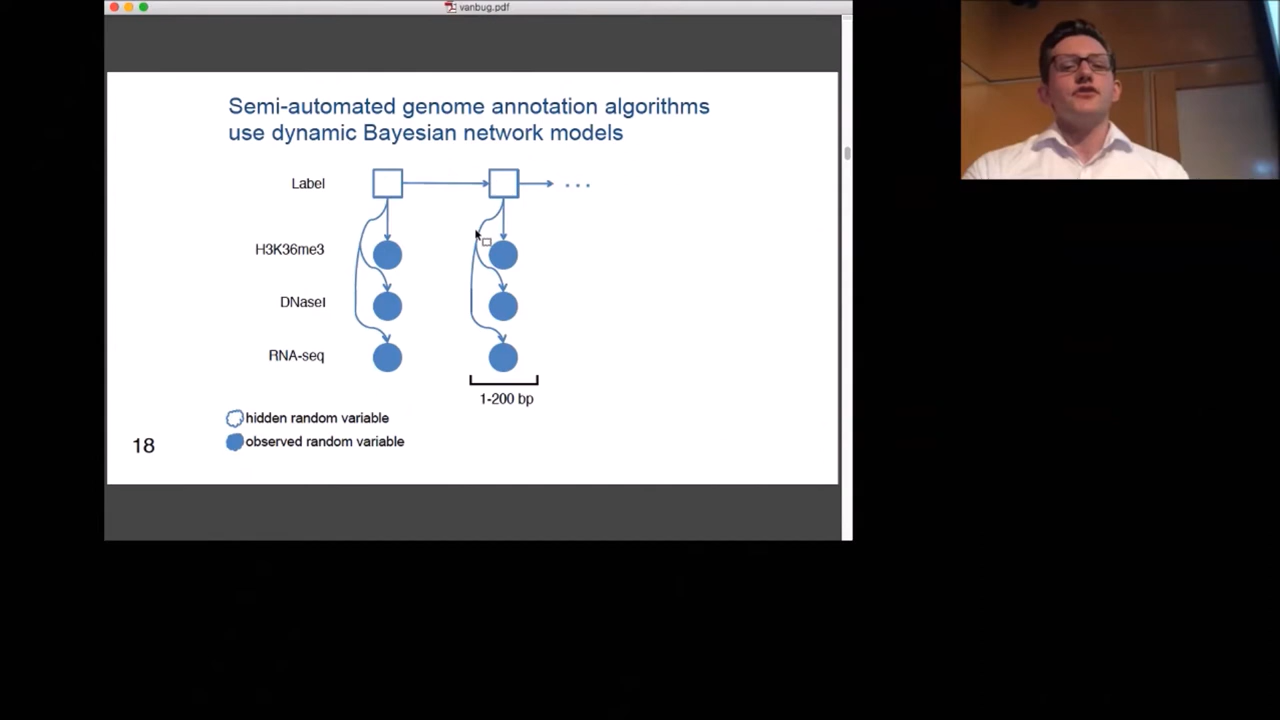 vanbug.pdf
Semi-automated genome annotation algorithms
use dynamic Bayesian network models
Label
...
H3K36me3
DNaseI
RNA-seq
1-200 bp
hidden random variable
observed random variable
18